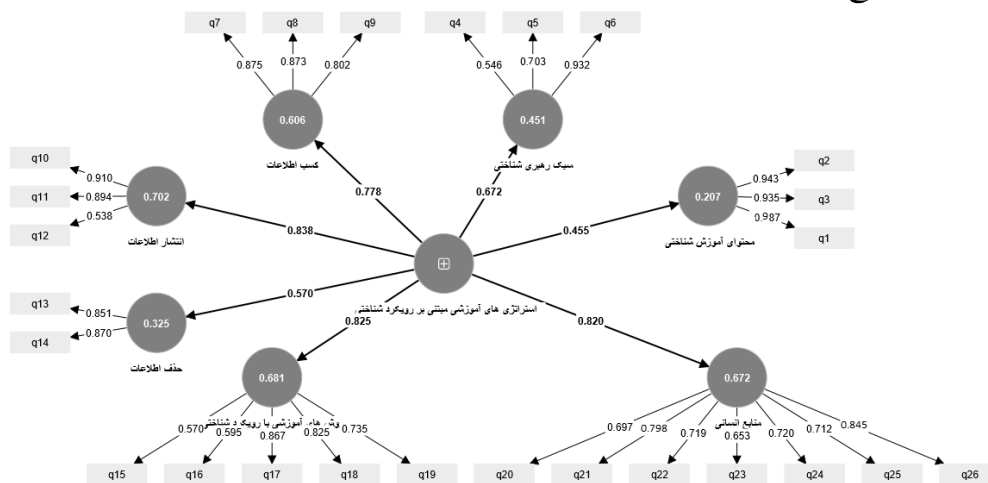 q7 q8 q9 q4 q5 q6
0.875 0.873 0.802 0.546 0.703 0.932
0.606 0.451
کسب اطلاعات سبک رهبری شناختی
q10 q11 q12
0.910 0.894 0.538
0.702
انتشار اطلاعات
q2 q3 q1
0.943 0.935 0.987
0.207
محتوای آموزش شناختی
0.778 0.672
0.838 0.455
استراتژی های آموزشی مبتنی بر رویکرد شناختی
0.570
0.825 0.820
q13 q14
0.851 0.870
0.325
حذف اطلاعات
0.681 0.672
وش های آموزشی با رویکرد شناختی منابع انسانی
0.570 0.595 0.867 0.825 0.735
0.697 0.798 0.719 0.653 0.720 0.712 0.845
q15 q16 q17 q18 q19 q20 q21 q22 q23 q24 q25 q26